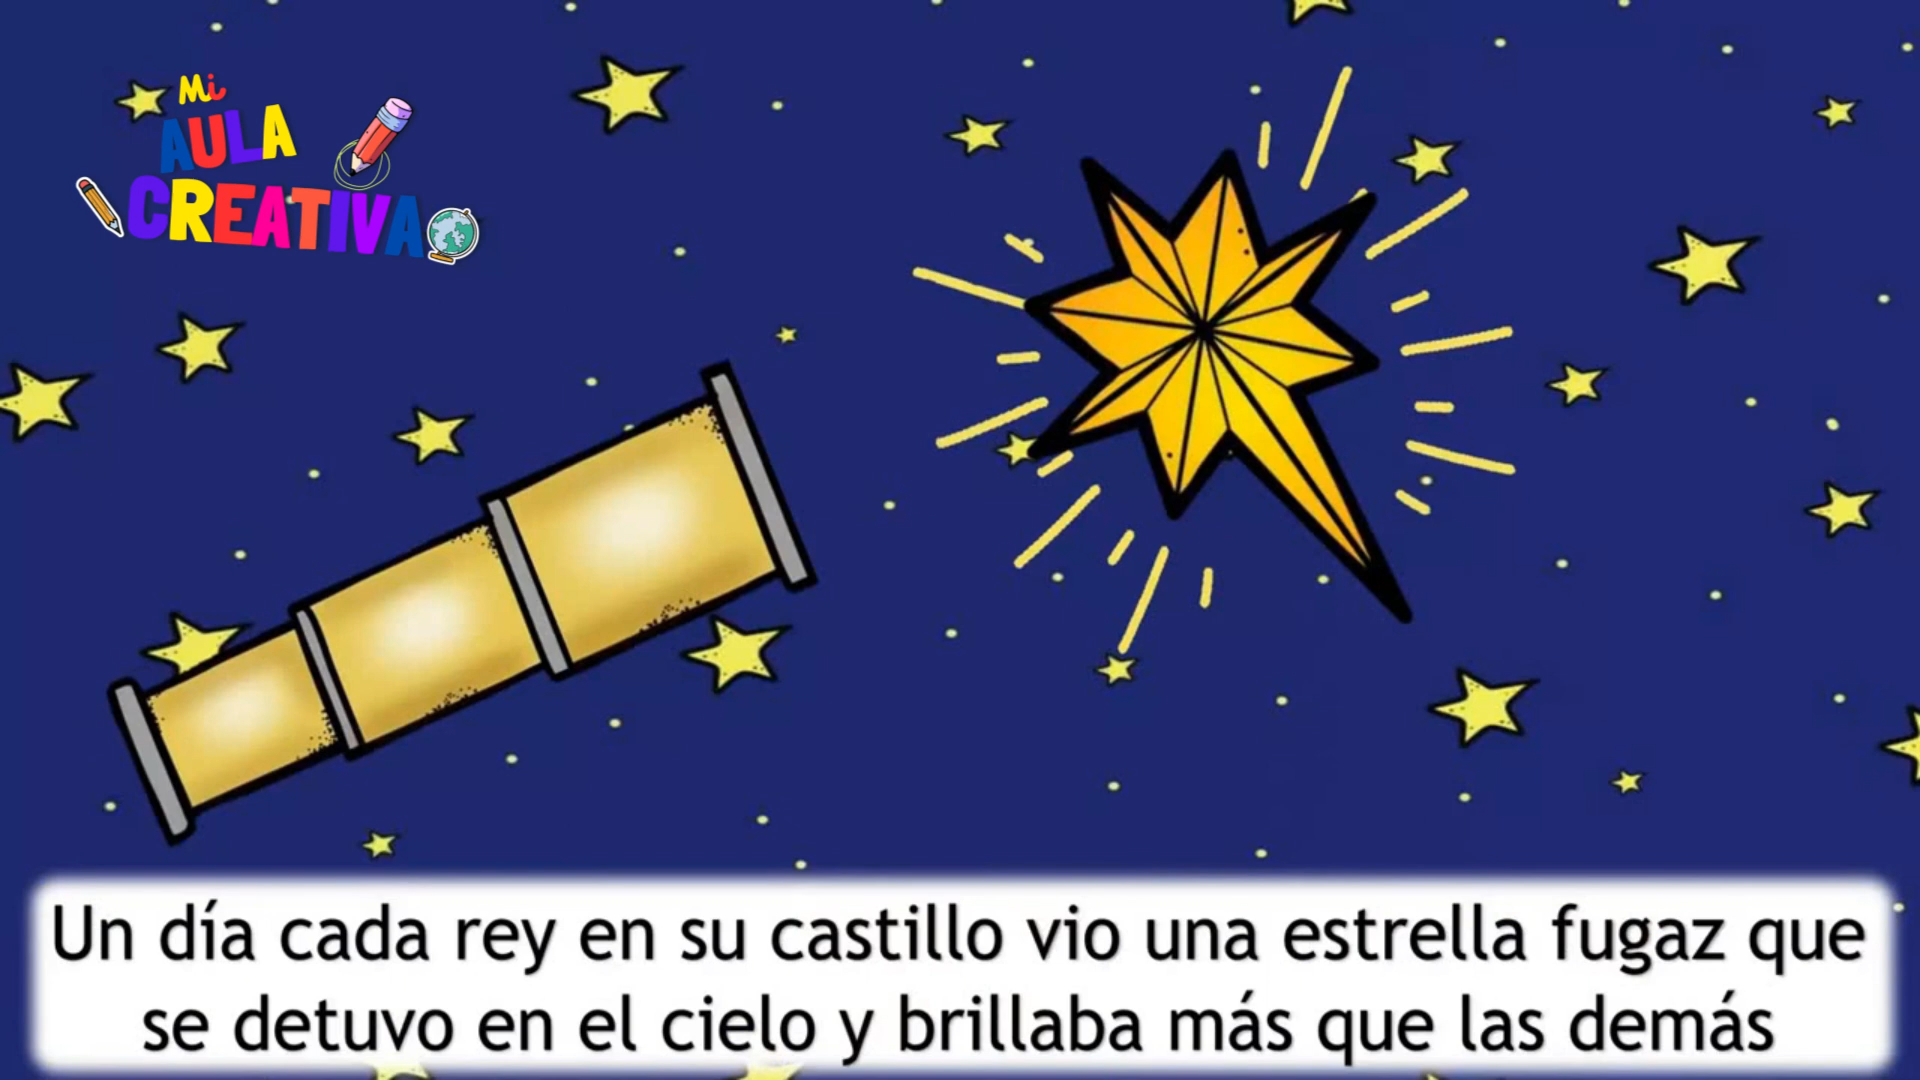 Mi
AULA
CREATIVA
Un día cada rey en su castillo vio una estrella fugaz que
se detuvo en el cielo y brillaba más que las demás